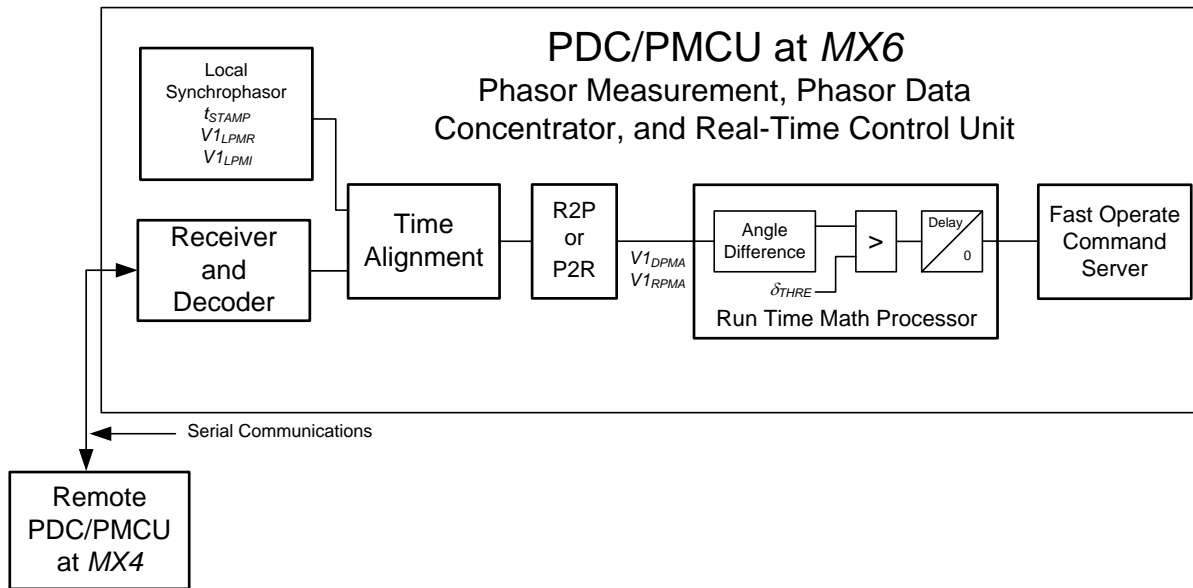 PDC/PMCU at MX6
Phasor Measurement, Phasor Data
Concentrator, and Real-Time Control Unit
Local
Synchrophasor
tSTAMP
V1LPMR
V1LPMI
Receiver
and
Decoder
Time
Alignment
R2P
or
P2R
V1DPMA
V1RPMA
Angle
Difference
>
Delay
0
δTHRE
Run Time Math Processor
Fast Operate
Command
Server
Serial Communications
Remote
PDC/PMCU
at MX4